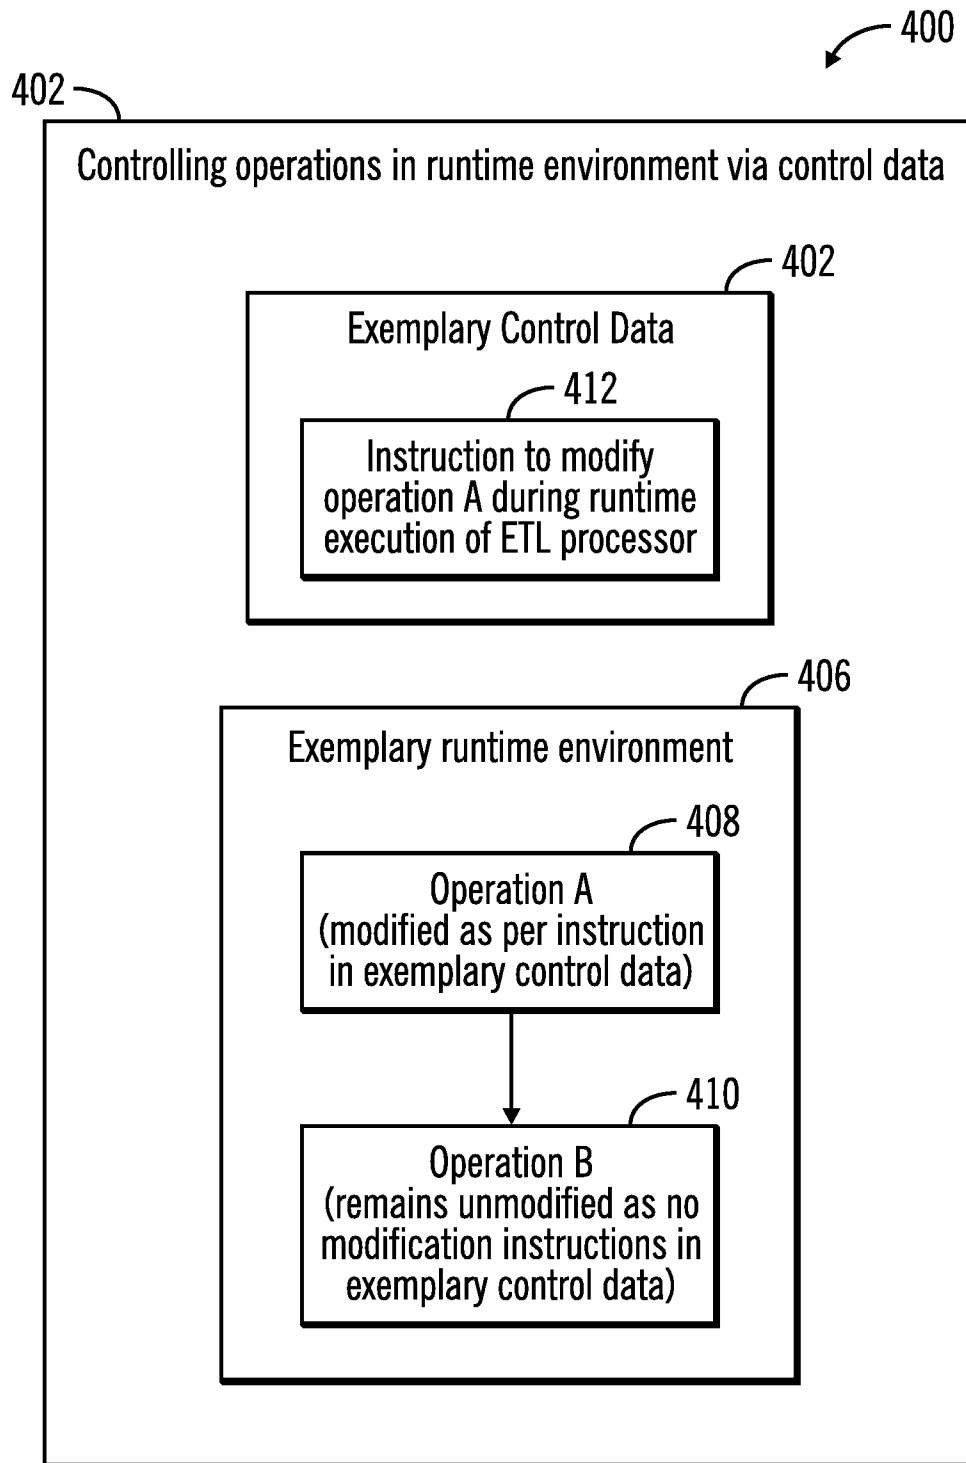 400
402
Controlling operations in runtime environment via control data
402
Exemplary Control Data
412
Instruction to modify
operation A during runtime
execution of ETL processor
406
Exemplary runtime environment
408
Operation A
(modified as per instruction
in exemplary control data)
410
Operation B
(remains unmodified as no
modification instructions in
exemplary control data)